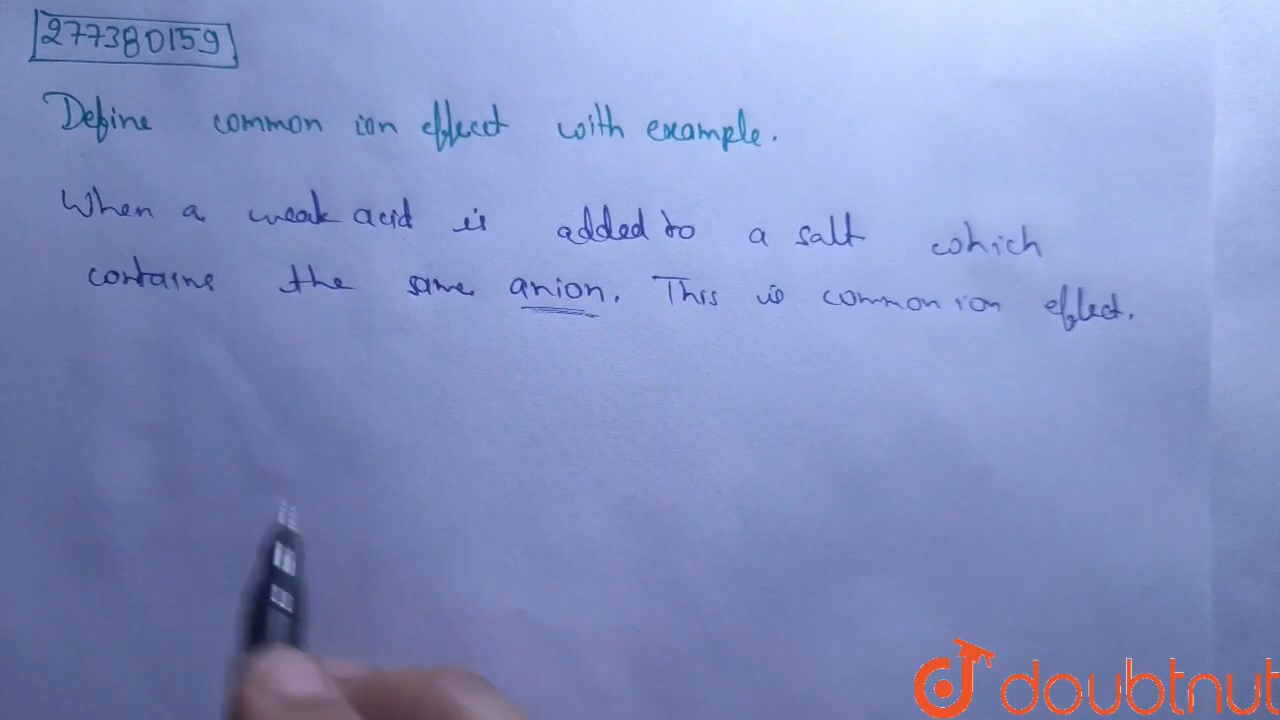 277380159
Define common ion effect with example.
When a weak acid is added to a salt which
contains the same anion. This is common ion effect.
doubtnut